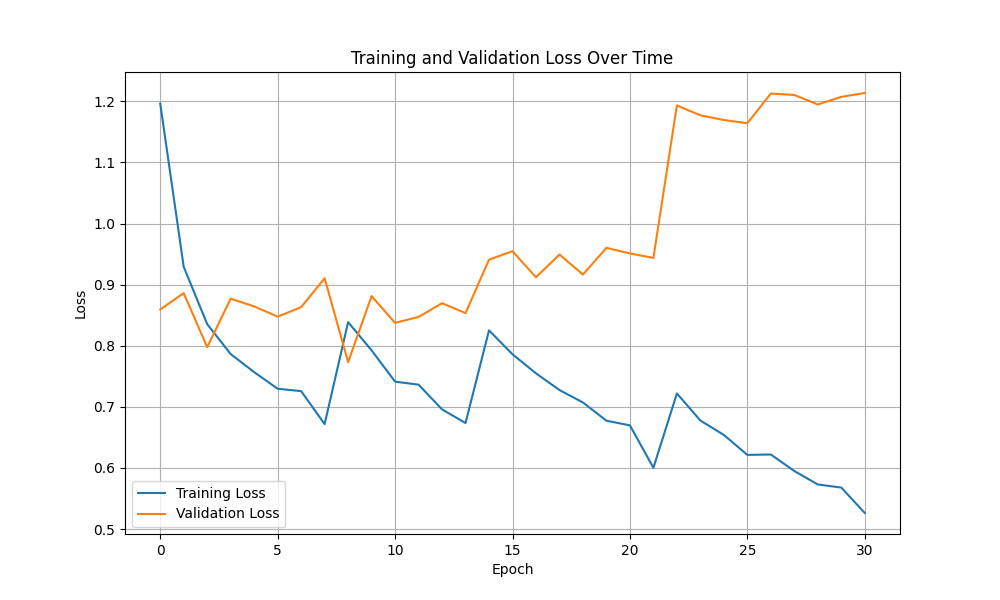 Training and Validation Loss Over Time
Loss
1.2
1.1
1.0
0.9
0.8
0.7
0.6
0.5
Training Loss
Validation Loss
0 5 10 15 20 25 30
Epoch